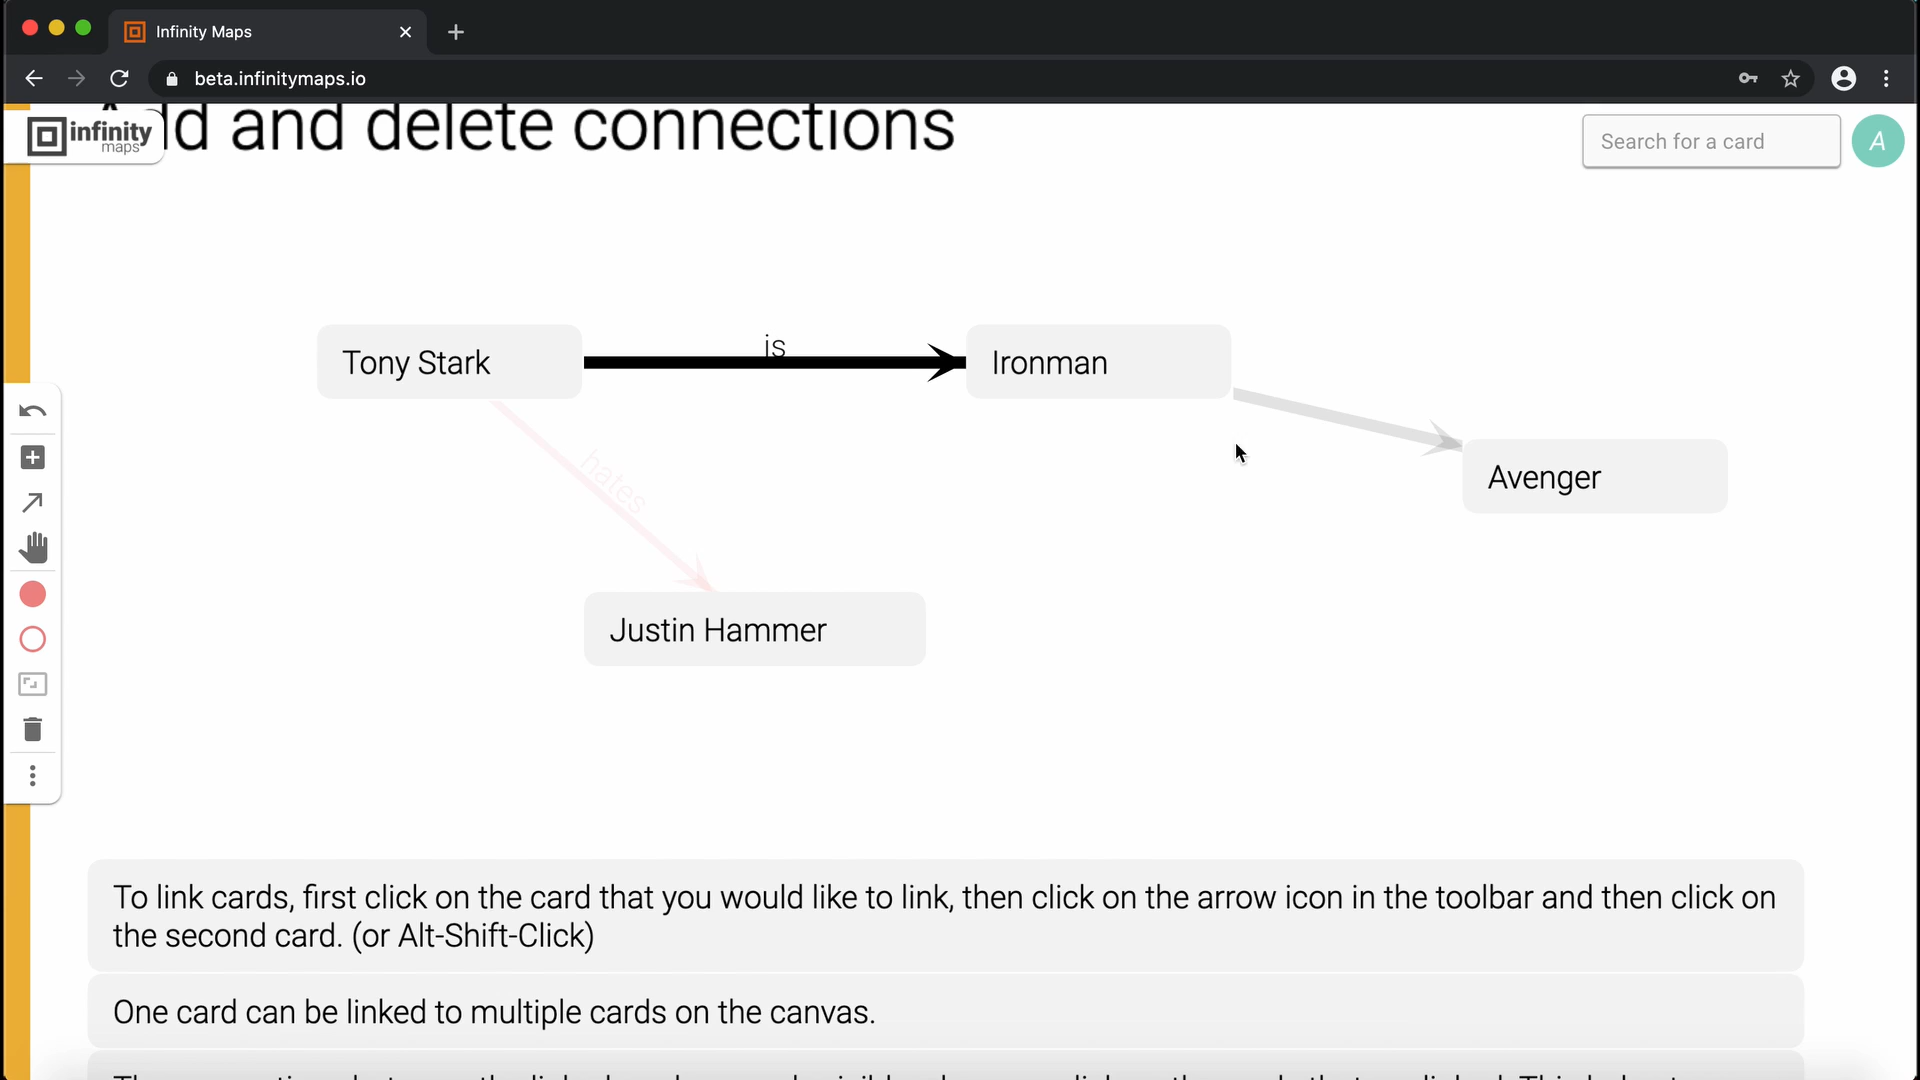 Infinity Maps
beta.infinitymaps.io
and delete connections
infinity
maps
Search for a card
A
is
Tony Stark
Ironman
hates
Avenger
Justin Hammer
To link cards, first click on the card that you would like to link, then click on the arrow icon in the toolbar and then click on
the second card. (or Alt-Shift-Click)
One card can be linked to multiple cards on the canvas.